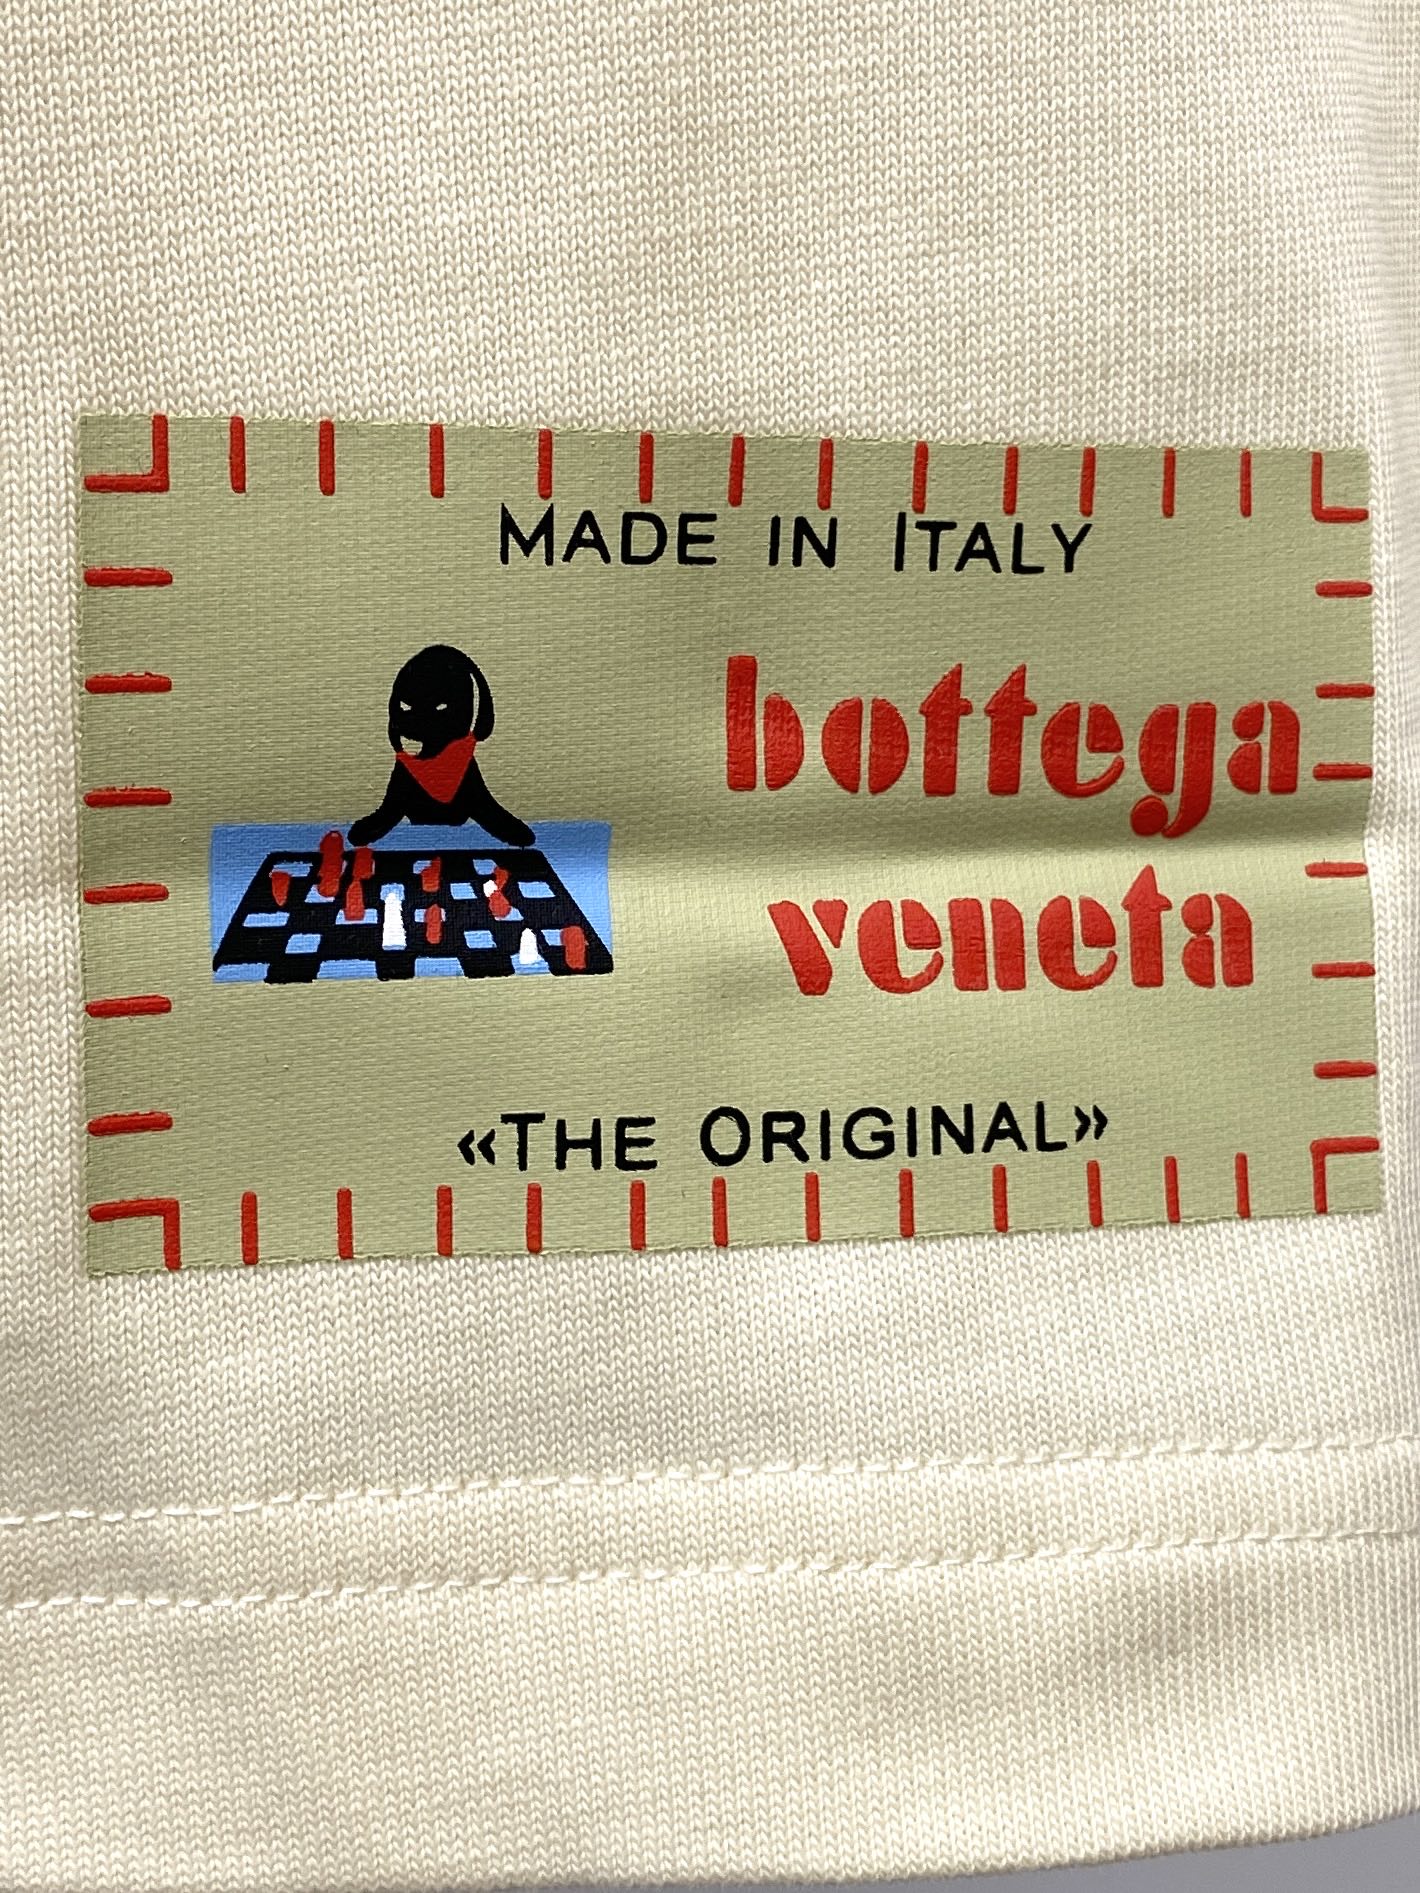 MADE IN ITALY
bottega
veneta
«THE ORIGINAL»